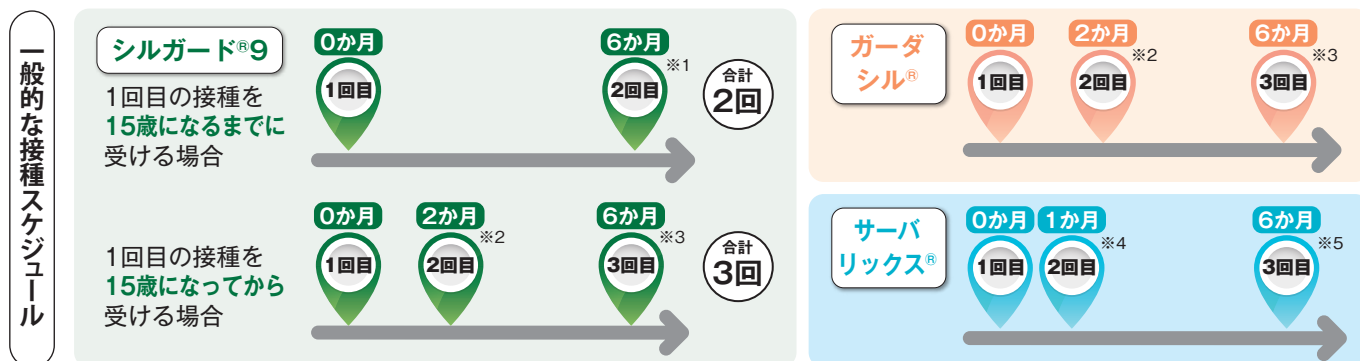 一般的な接種スケジュール
シルガード®9
1回目の接種を
15歳になるまでに
受ける場合
0か月
1回目
6か月
※1
2回目
合計
2回
1回目の接種を
15歳になってから
受ける場合
0か月
1回目
2か月
※2
2回目
6か月
※3
3回目
合計
3回
ガーダ
シル®
0か月
1回目
2か月
※2
2回目
6か月
※3
3回目
サーバ
リックス®
0か月
1回目
1か月
※4
2回目
6か月
※5
3回目